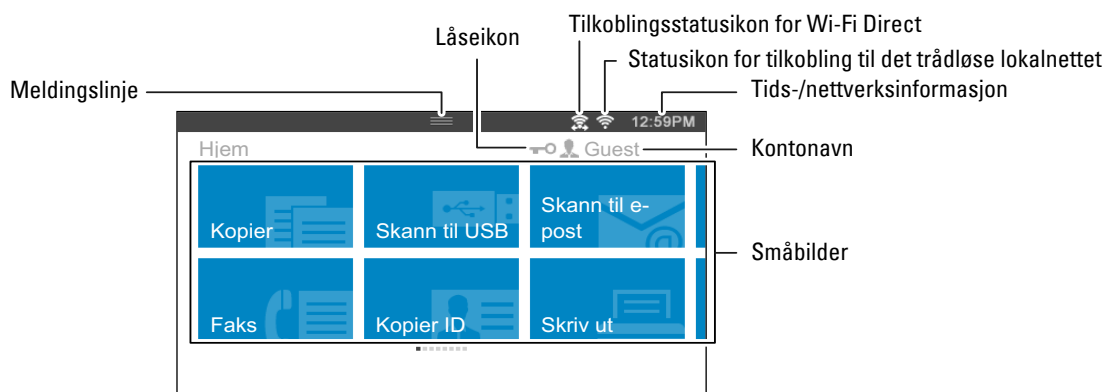 Tilkoblingsstatusikon for Wi-Fi Direct
Låseikon
Statusikon for tilkobling til det trådløse lokalnettet
Meldingslinje
Tids-/nettverksinformasjon
12:59PM
Hjem
Guest
Kontonavn
Kopier
Skann til USB
Skann til e-
post
Småbilder
Faks
Kopier ID
Skriv ut